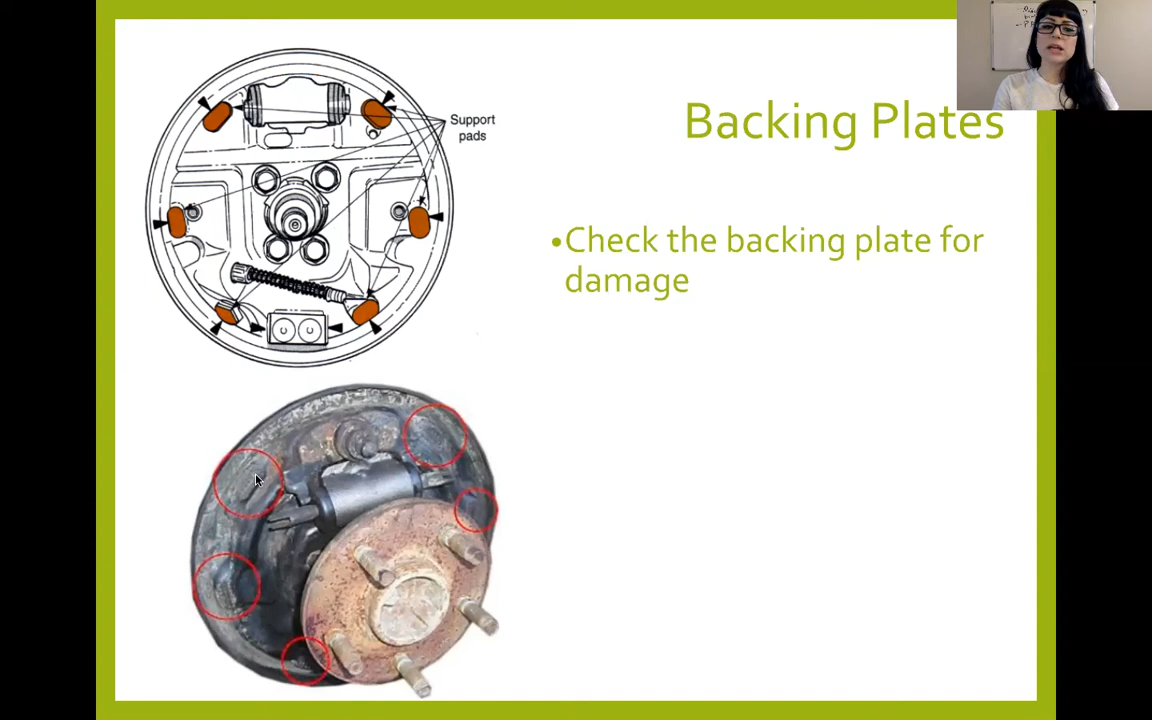 Support
pads
Backing Plates
•Check the backing plate for
damage